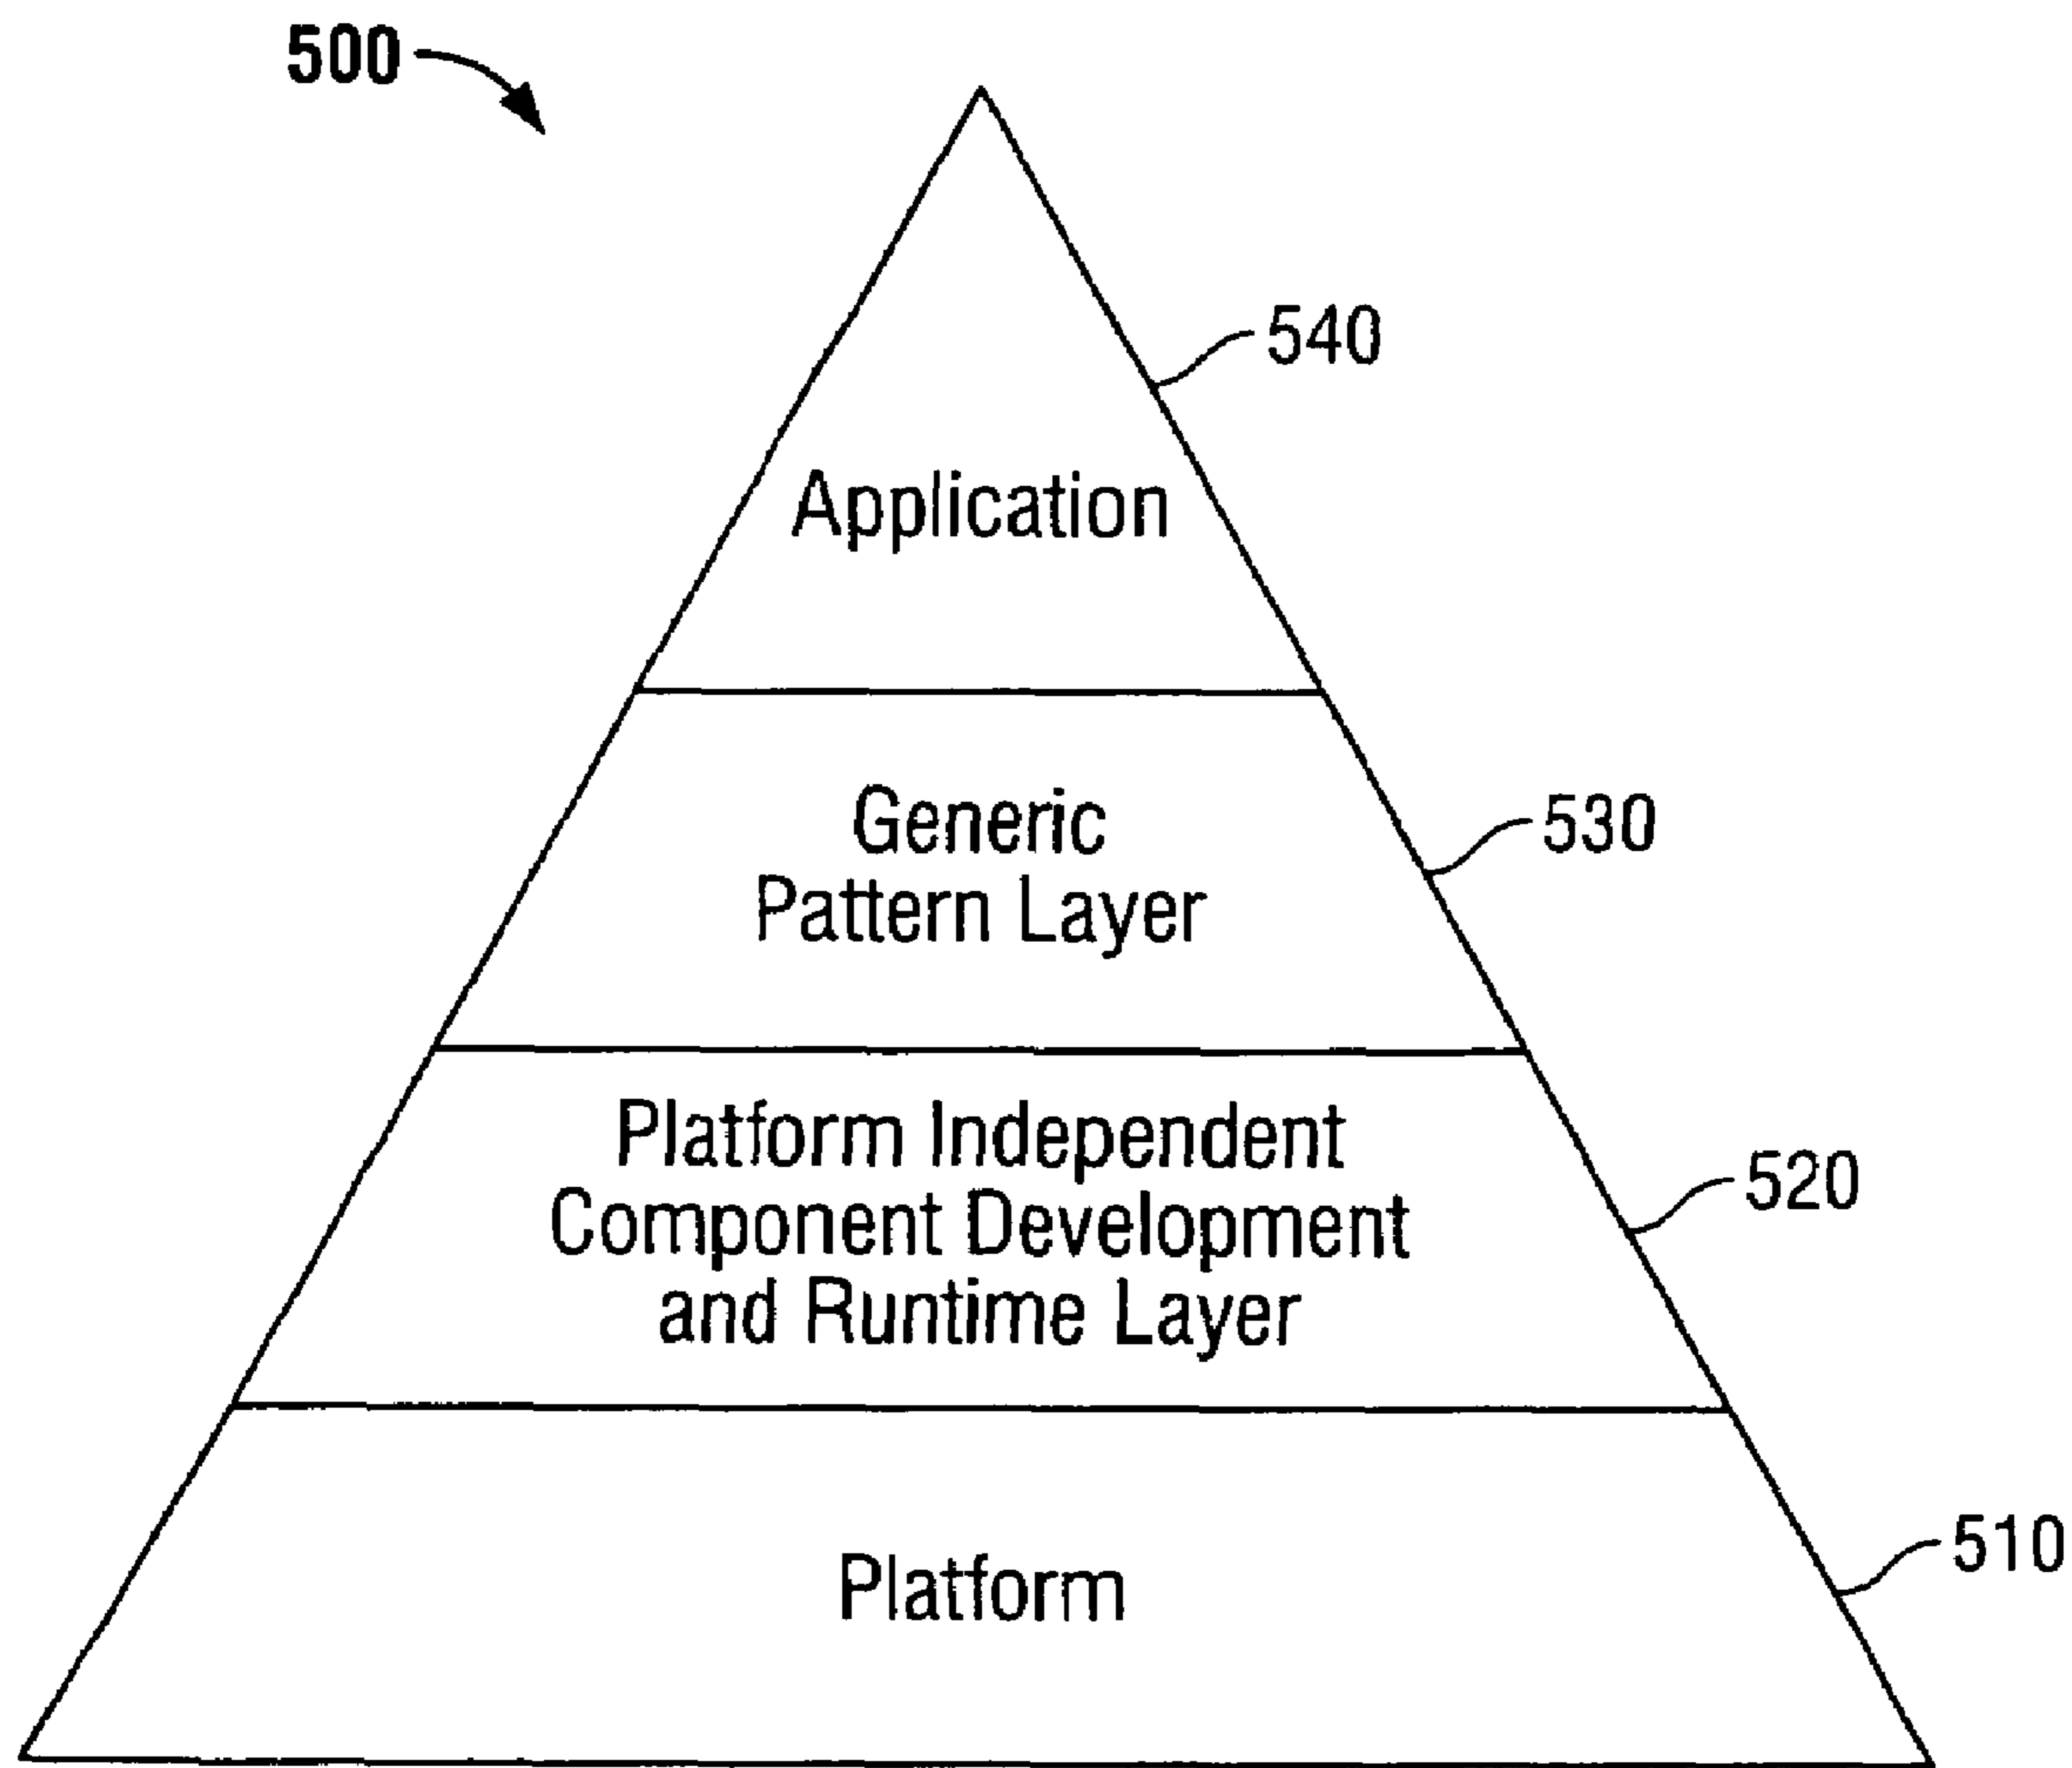 500
540
Application
Generic
Pattern Layer
530
Platform Independent
Component Development
and Runtime Layer
520
Platform
510